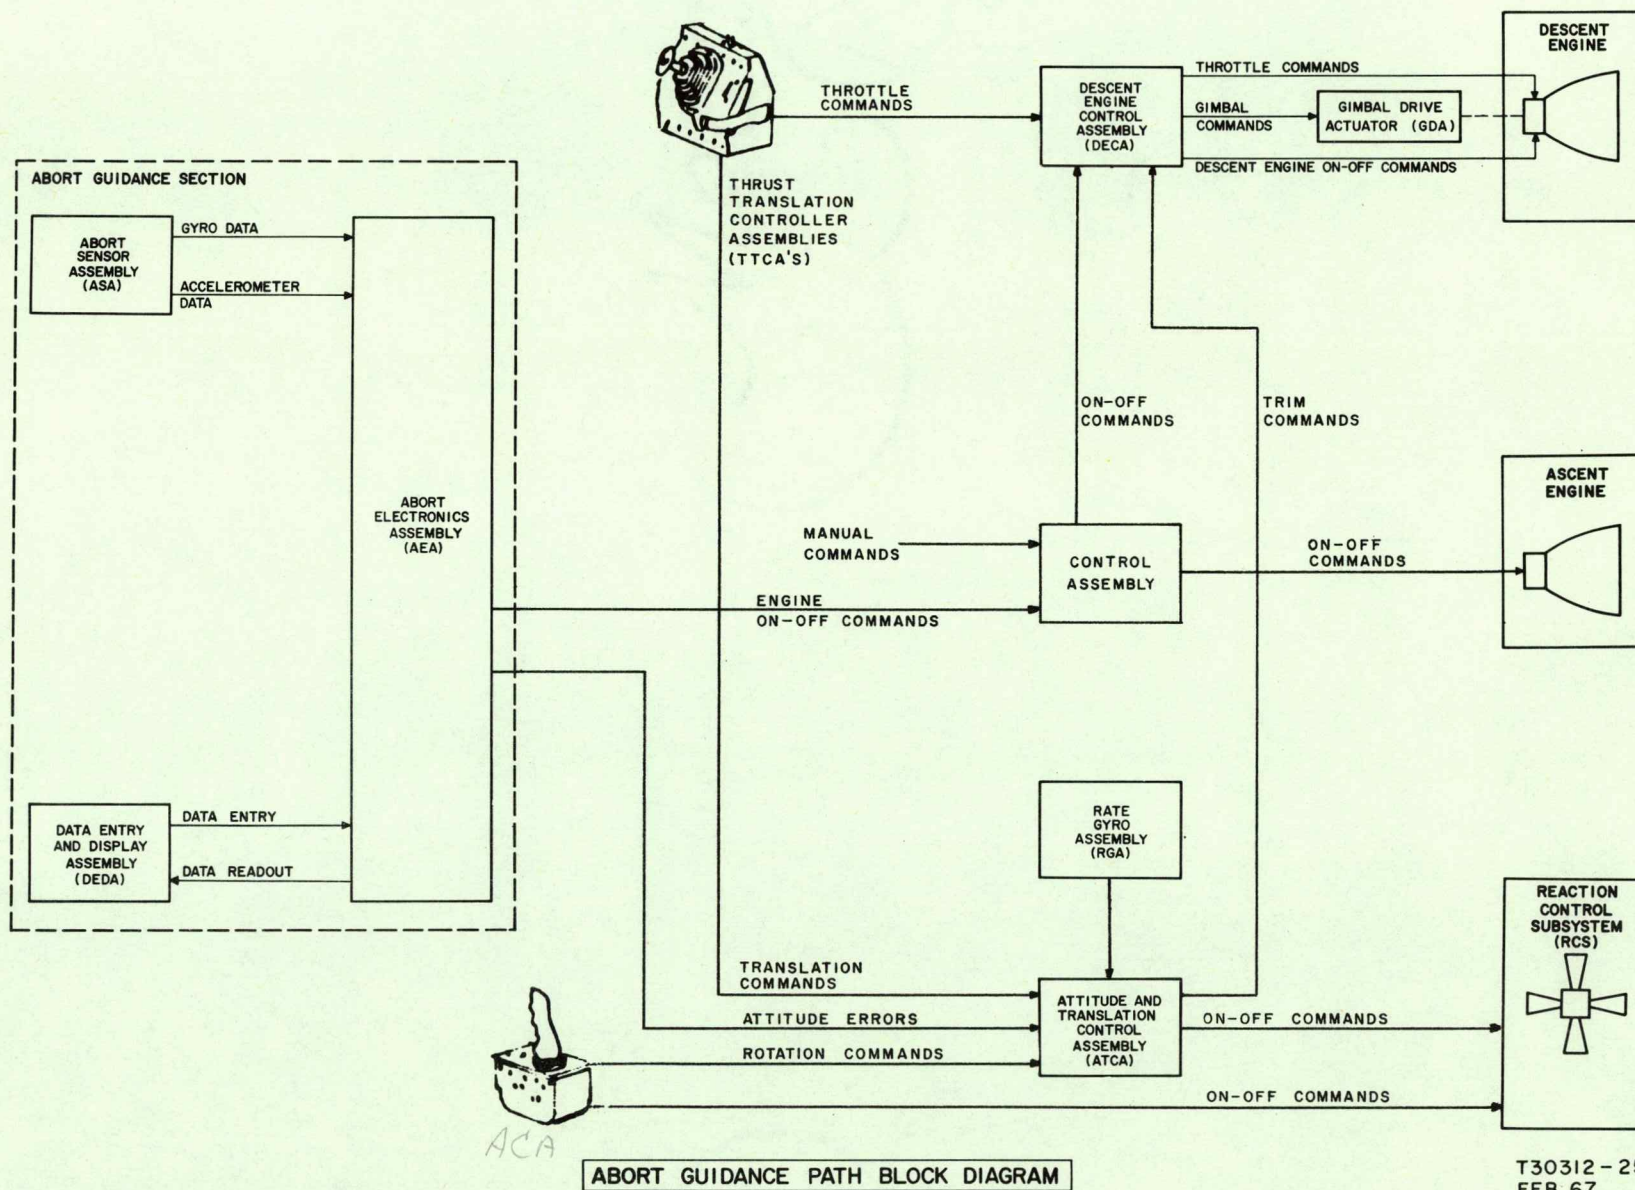 DESCENT
ENGINE
THROTTLE COMMANDS
THROTTLE
COMMANDS
DESCENT
ENGINE
CONTROL
ASSEMBLY
(DECA)
GIMBAL
COMMANDS
GIMBAL DRIVE
ACTUATOR (GDA)
DESCENT ENGINE ON-OFF COMMANDS
ABORT GUIDANCE SECTION
THRUST
TRANSLATION
CONTROLLER
ASSEMBLIES
(TTCA'S)
ABORT
SENSOR
ASSEMBLY
(ASA)
GYRO DATA
ACCELEROMETER
DATA
ON-OFF
COMMANDS
TRIM
COMMANDS
ABORT
ELECTRONICS
ASSEMBLY
(AEA)
ASCENT
ENGINE
MANUAL
COMMANDS
CONTROL
ASSEMBLY
ON-OFF
COMMANDS
ENGINE
ON-OFF COMMANDS
DATA ENTRY
AND DISPLAY
ASSEMBLY
(DEDA)
DATA ENTRY
DATA READOUT
RATE
GYRO
ASSEMBLY
(RGA)
REACTION
CONTROL
SUBSYSTEM
(RCS)
TRANSLATION
COMMANDS
ATTITUDE ERRORS
ROTATION COMMANDS
ATTITUDE AND
TRANSLATION
CONTROL
ASSEMBLY
(ATCA)
ON-OFF COMMANDS
ON-OFF COMMANDS
ACA
ABORT GUIDANCE PATH BLOCK DIAGRAM
FEB 67